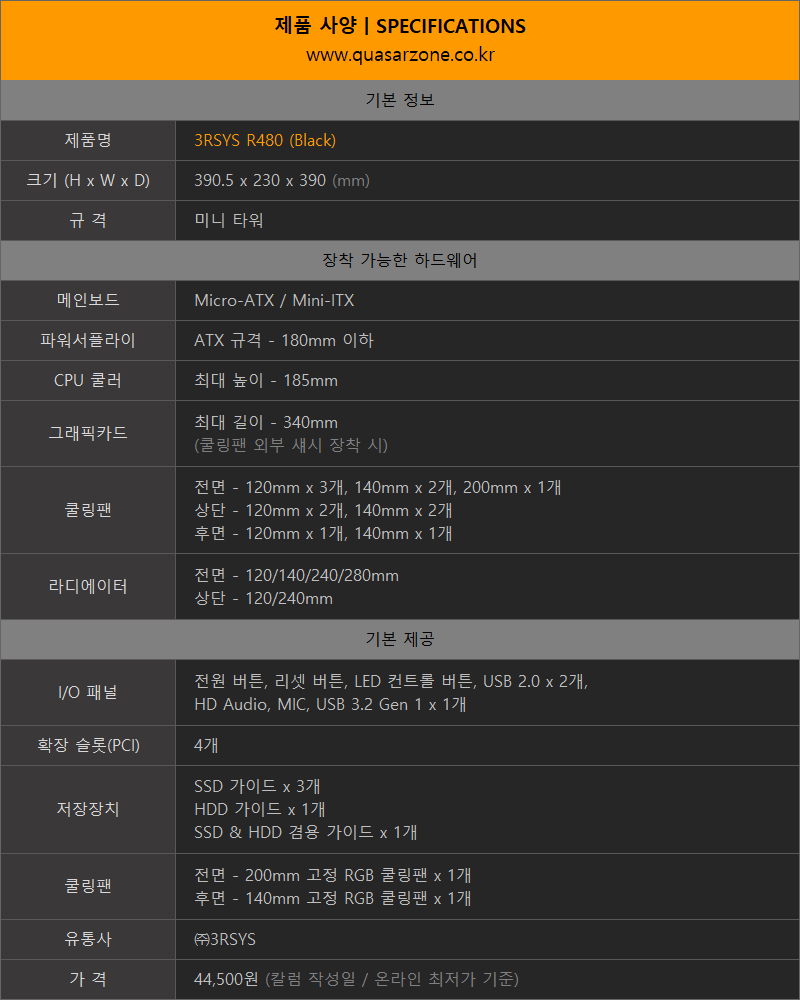 제품 사양 | SPECIFICATIONS
www.quasarzone.co.kr
기본 정보
제품명
3RSYS R480 (Black)
크기 (H x W x D)
390.5 x 230 x 390 (mm)
규 격
미니 타워
장착 가능한 하드웨어
메인보드
Micro-ATX / Mini-ITX
파워서플라이
ATX 규격 - 180mm 이하
CPU 쿨러
최대 높이 - 185mm
그래픽카드
최대 길이 - 340mm
(쿨링팬 외부 섀시 장착 시)
쿨링팬
전면 - 120mm x 3개, 140mm x 2개, 200mm x 1개
상단 - 120mm x 2개, 140mm x 2개
후면 - 120mm x 1개, 140mm x 1개
라디에이터
전면 - 120/140/240/280mm
상단 - 120/240mm
기본 제공
I/O 패널
전원 버튼, 리셋 버튼, LED 컨트롤 버튼, USB 2.0 x 2개,
HD Audio, MIC, USB 3.2 Gen 1 x 1개
확장 슬롯(PCI)
4개
저장장치
SSD 가이드 x 3개
HDD 가이드 x 1개
SSD & HDD 겸용 가이드 x 1개
쿨링팬
전면 - 200mm 고정 RGB 쿨링팬 x 1개
후면 - 140mm 고정 RGB 쿨링팬 x 1개
유통사
㈜3RSYS
가 격
44,500원 (칼럼 작성일 / 온라인 최저가 기준)